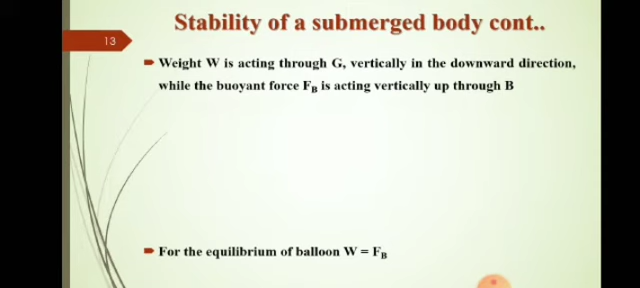 Stability of a submerged body cont..
13
Weight W is acting through G, vertically in the downward direction,
while the buoyant force FB is acting vertically up through B
For the equilibrium of balloon W = FB